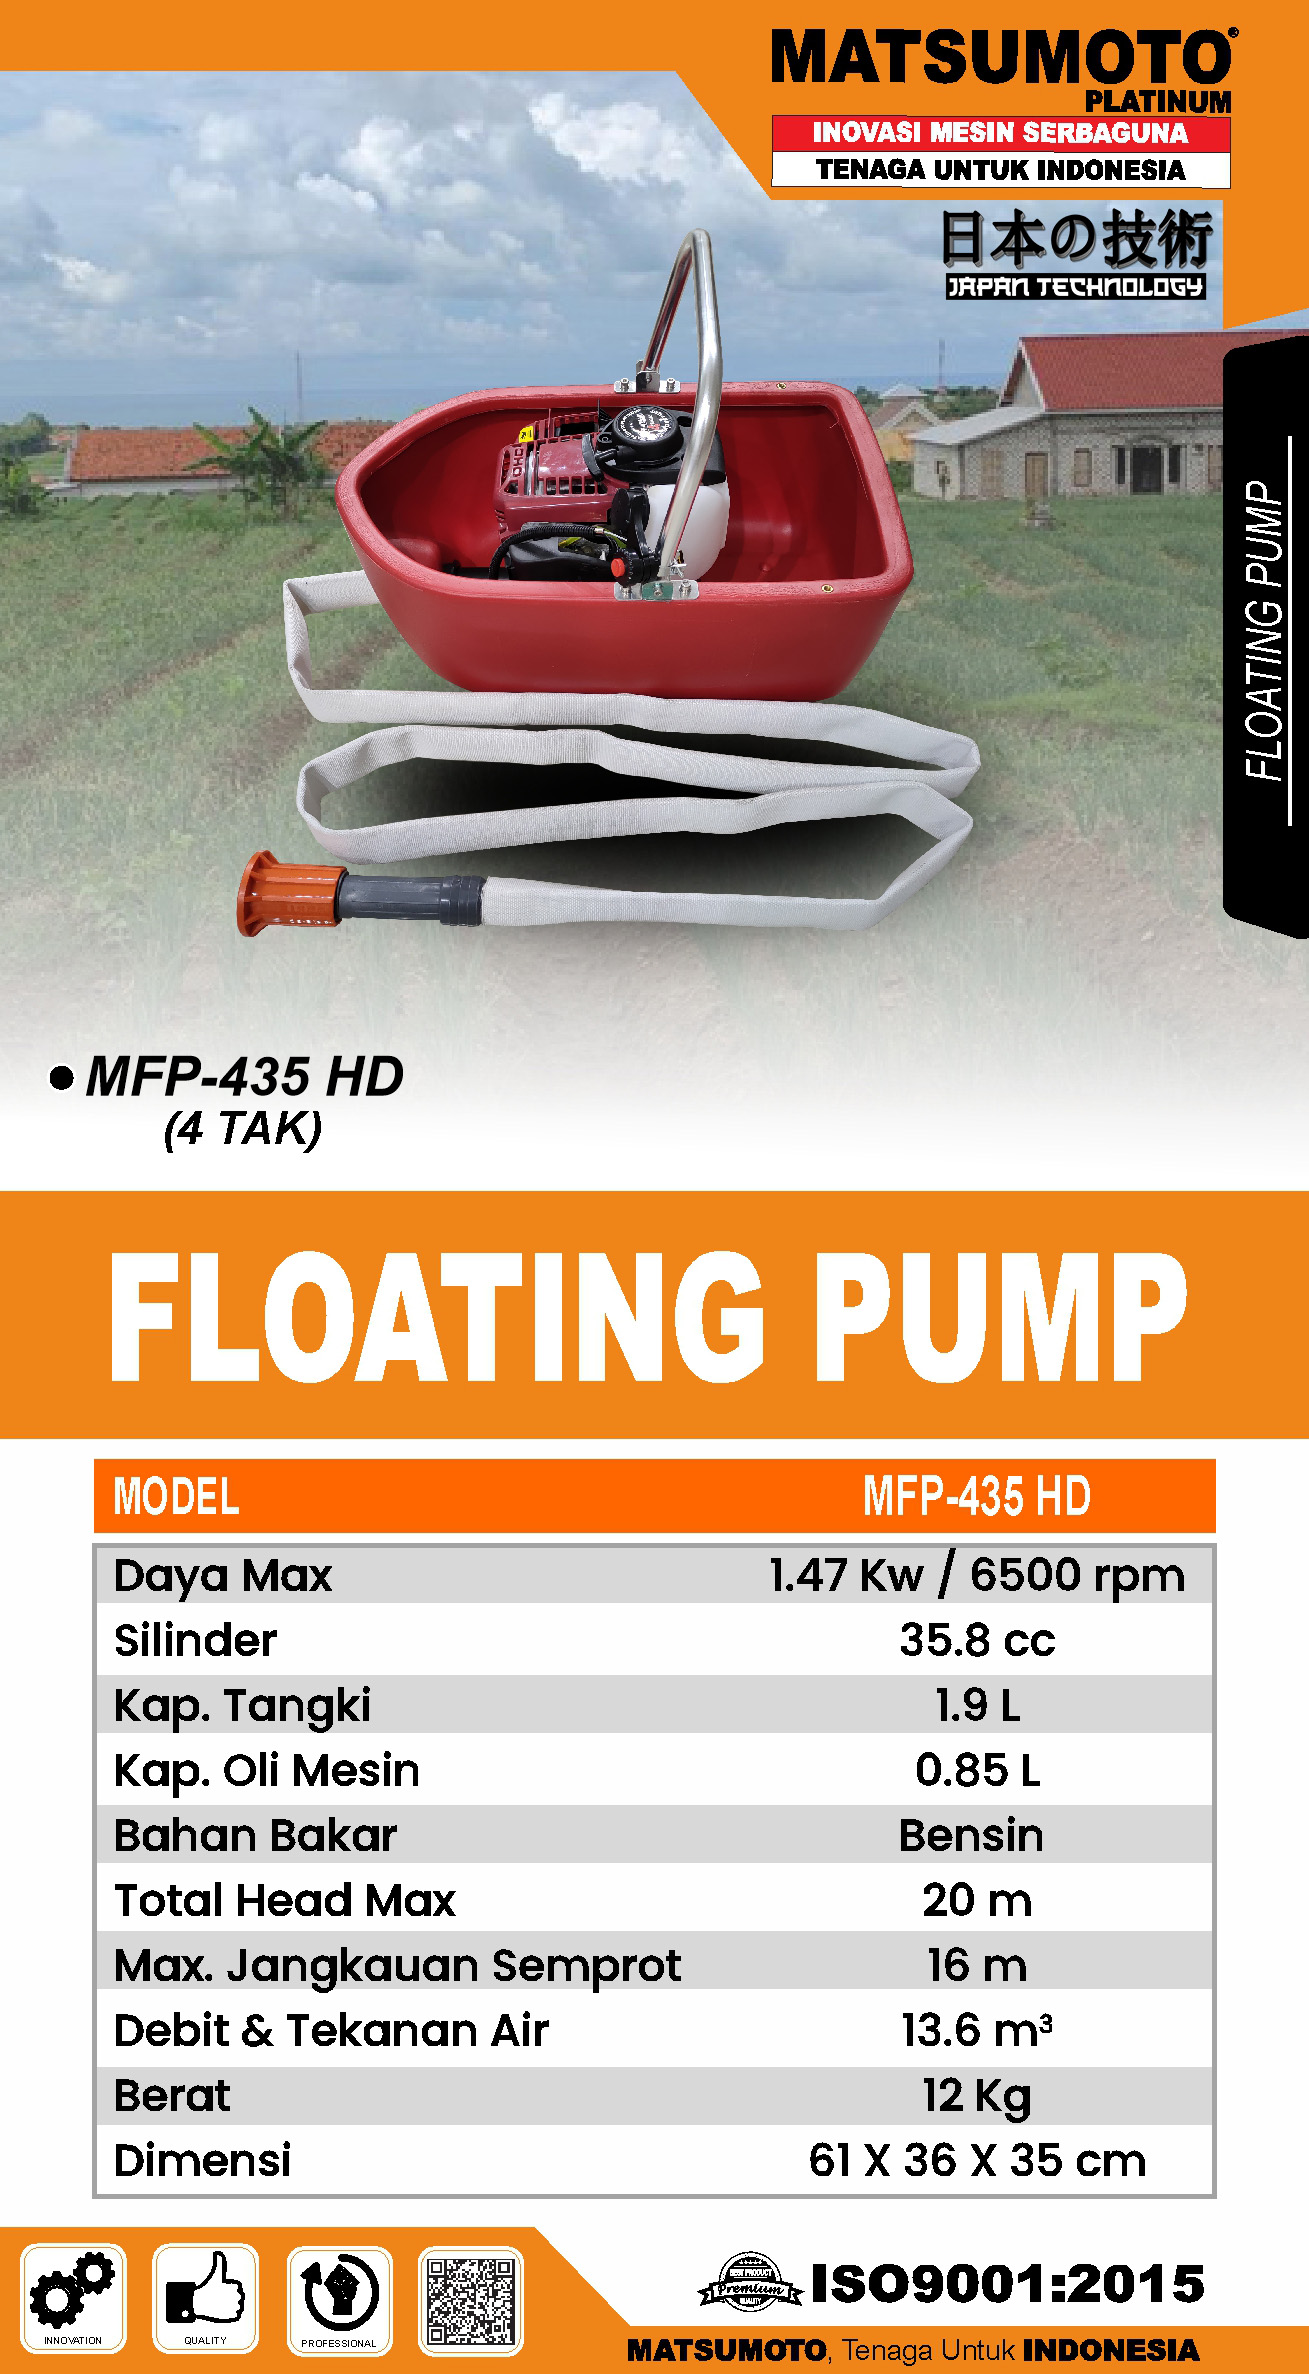 MATSUMOTO®
PLATINUM
INOVASI MESIN SERBAGUNA
TENAGA UNTUK INDONESIA
日本の技術
JAPAN TECHNOLOGY
FLOATING PUMP
• MFP-435 HD
(4 TAK)
FLOATING PUMP
MODEL MFP-435 HD
Daya Max 1.47 Kw / 6500 rpm
Silinder 35.8 cc
Kap. Tangki 1.9 L
Kap. Oli Mesin 0.85 L
Bahan Bakar Bensin
Total Head Max 20 m
Max. Jangkauan Semprot 16 m
Debit & Tekanan Air 13.6 m³
Berat 12 Kg
Dimensi 61 X 36 X 35 cm
INNOVATION
QUALITY
PROFESSIONAL
BEST PRODUCT
Premium
QUALITY
ISO9001:2015
MATSUMOTO, Tenaga Untuk INDONESIA